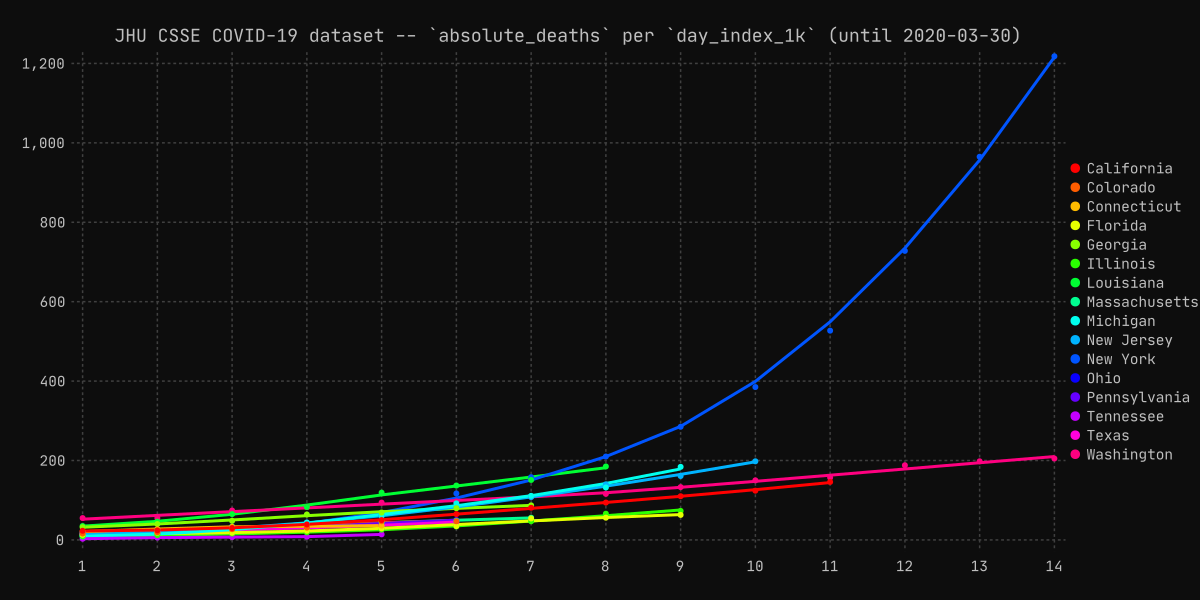 JHU CSSE COVID-19 dataset -- `absolute_deaths` per `day_index_1k` (until 2020-03-30)
1,200
1,000
800
600
400
200
0
1 2 3 4 5 6 7 8 9 10 11 12 13 14
California
Colorado
Connecticut
Florida
Georgia
Illinois
Louisiana
Massachusetts
Michigan
New Jersey
New York
Ohio
Pennsylvania
Tennessee
Texas
Washington